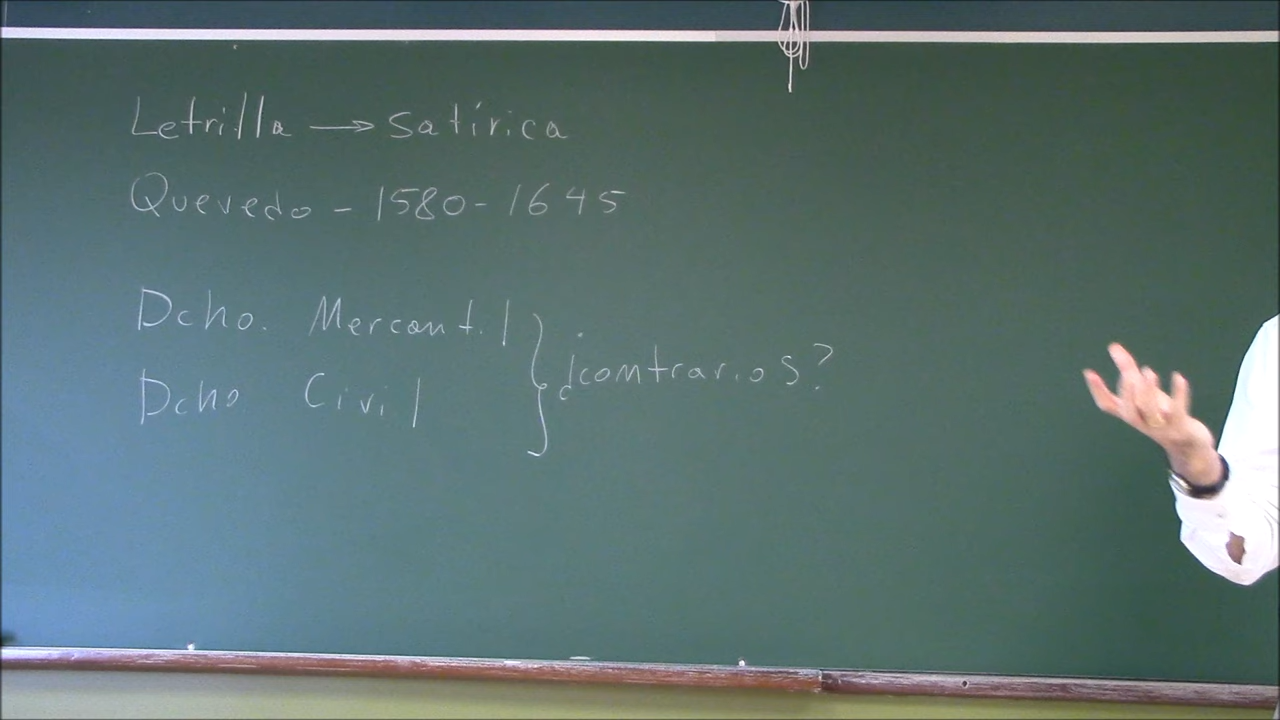 Letrilla → satírica
Quevedo - 1580 - 1645
Dcho. Mercantil
Dcho Civil
¿contrarios?